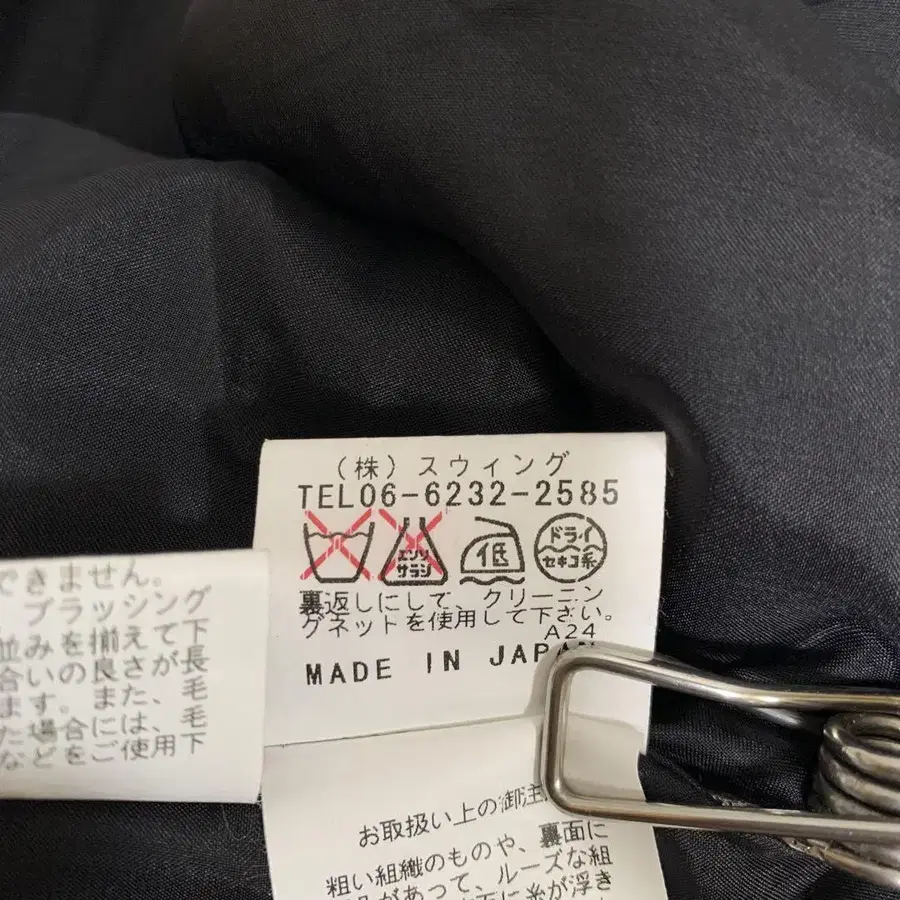 (株)スウィング
TEL06-6232-2585
エンソ
サラシ
低
ドライ
セキユ系
裏返しにして、クリーニン
グネットを使用して下さい。
A24
MADE IN JAPAN
できません。
ブラッシング
並みを揃えて下
合いの良さが長
ます。また、毛
た場合には、毛
などをご使用下
お取扱い上の御注
粗い組織のものや、裏面に
があって、ルーズな組
に糸が浮き